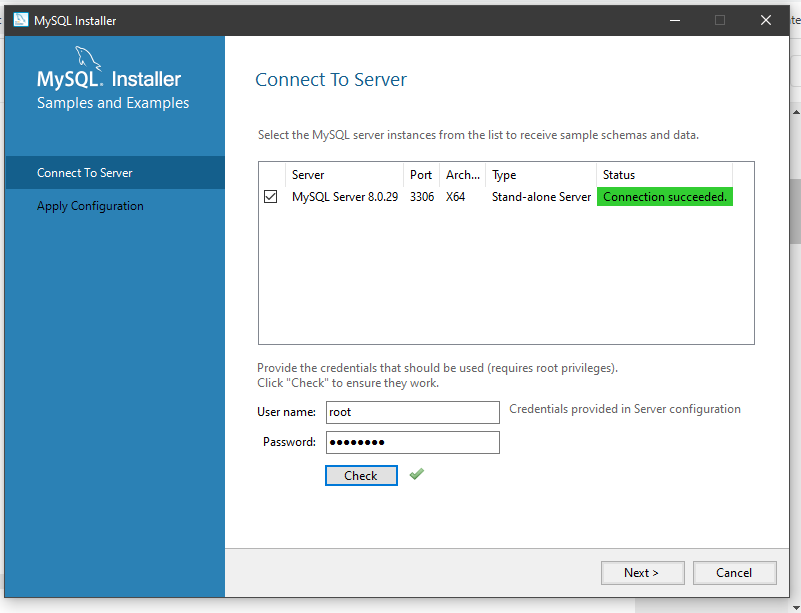 MySQL Installer
MySQL. Installer
Samples and Examples
Connect To Server
Apply Configuration
Connect To Server
Select the MySQL server instances from the list to receive sample schemas and data.
Server Port Arch... Type Status
MySQL Server 8.0.29 3306 X64 Stand-alone Server Connection succeeded.
Provide the credentials that should be used (requires root privileges).
Click "Check" to ensure they work.
User name: root Credentials provided in Server configuration
Password: ●●●●●●●●
Check
Next > Cancel